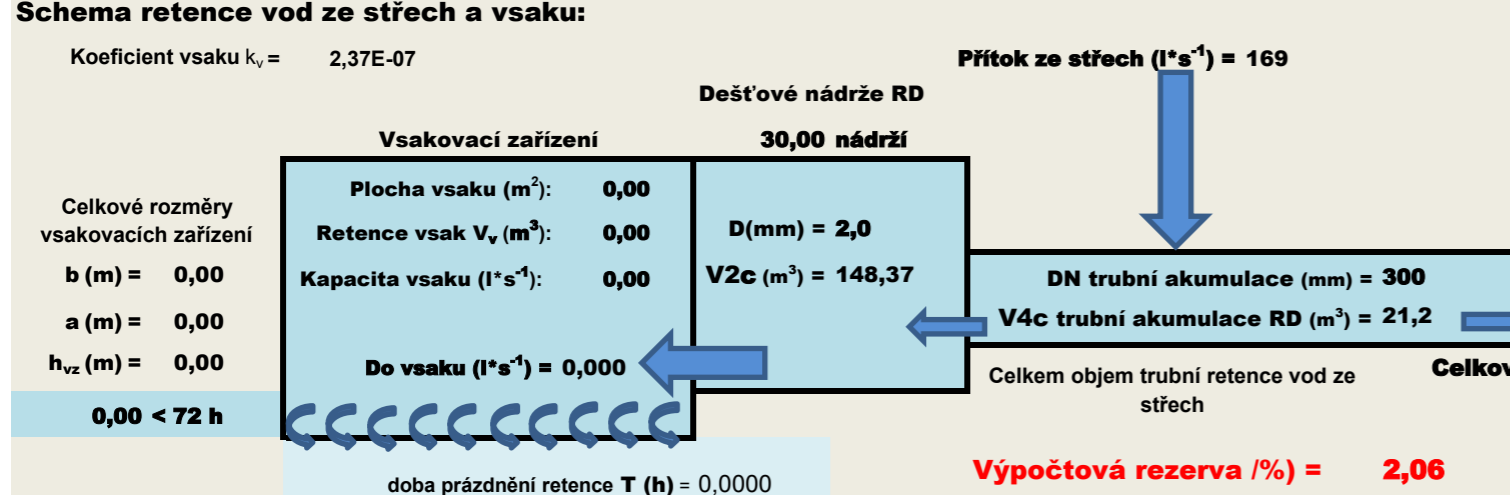 Schema retence vod ze střech a vsaku:
Koeficient vsaku kv = 2,37E-07
Přítok ze střech (l*s-1) = 169
Dešťové nádrže RD
Vsakovací zařízení
30,00 nádrží
Plocha vsaku (m2): 0,00
Celkové rozměry
vsakovacích zařízení
Retence vsak Vv (m3): 0,00
D(mm) = 2,0
b (m) = 0,00
Kapacita vsaku (l*s-1): 0,00
V2c (m3) = 148,37
DN trubní akumulace (mm) = 300
a (m) = 0,00
V4c trubní akumulace RD (m3) = 21,2
hvz (m) = 0,00
Do vsaku (l*s-1) = 0,000
Celkem objem trubní retence vod ze
střech
Celkov
0,00 < 72 h
Výpočtová rezerva /%) = 2,06
doba prázdnění retence T (h) = 0,0000